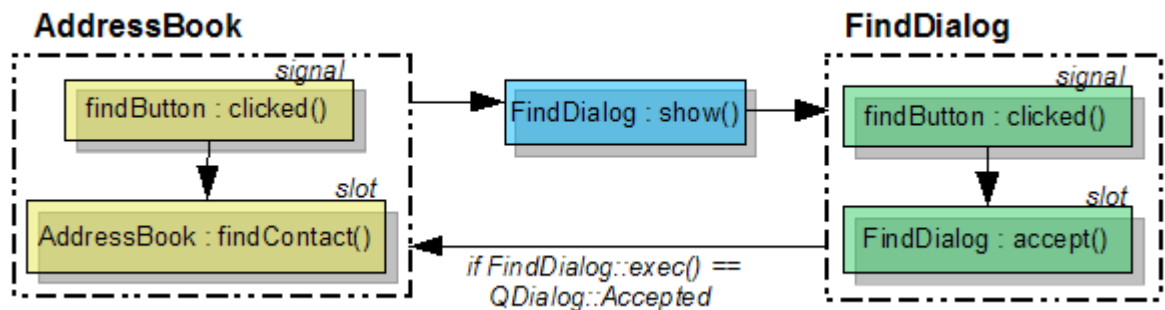 AddressBook
signal
findButton : clicked()
slot
AddressBook : findContact()
FindDialog : show()
if FindDialog::exec() ==
QDialog::Accepted
FindDialog
signal
findButton : clicked()
slot
FindDialog : accept()